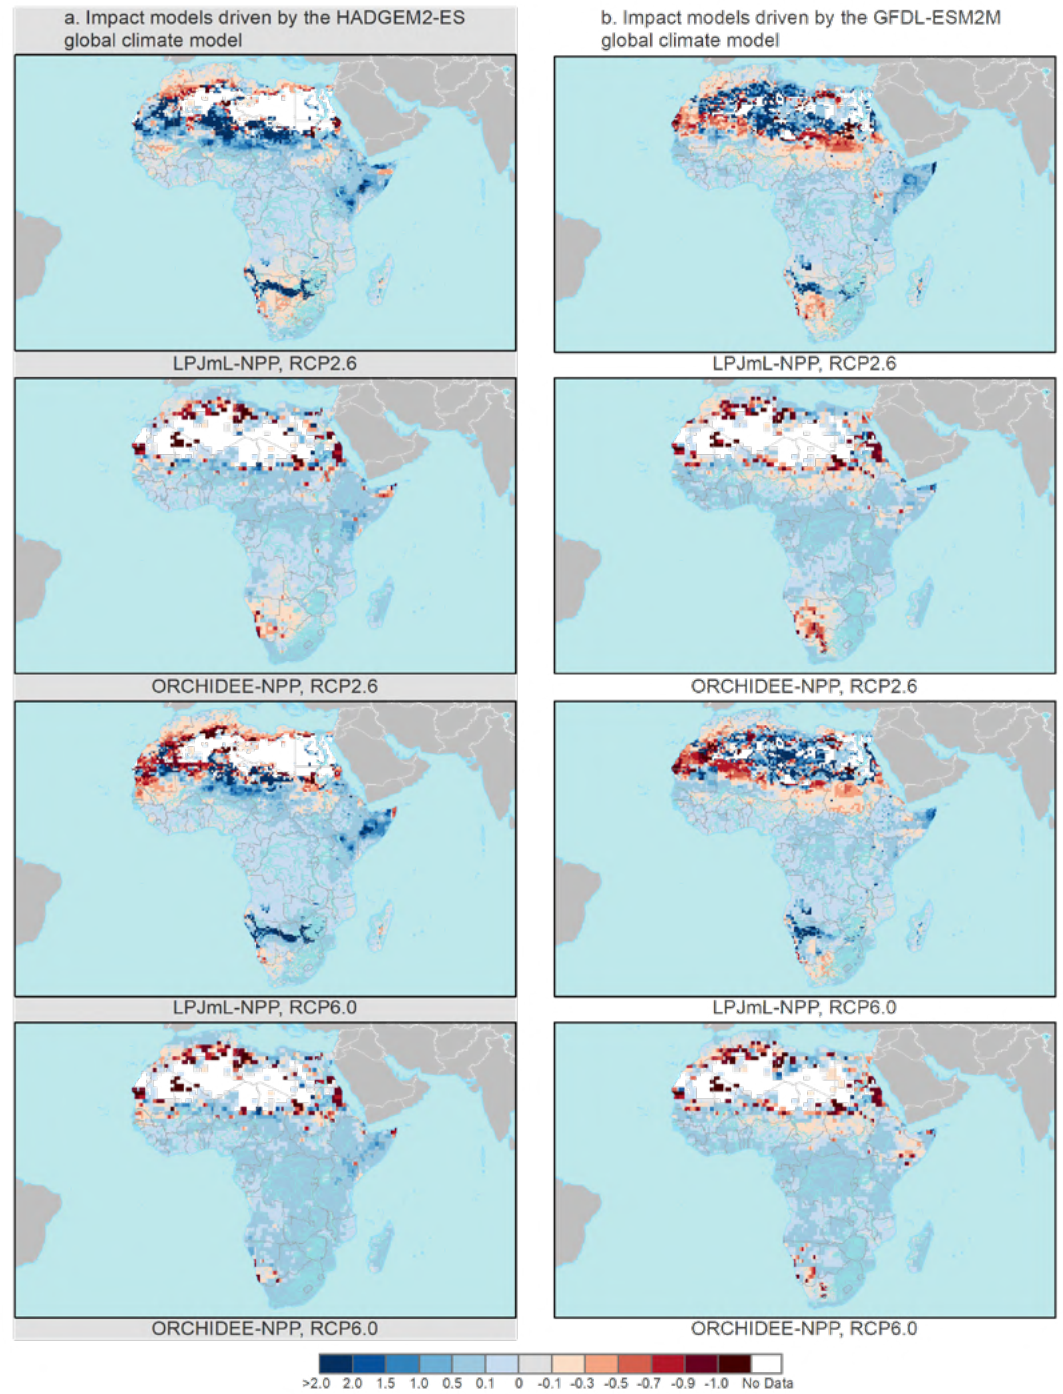 a. Impact models driven by the HADGEM2-ES
global climate model
b. Impact models driven by the GFDL-ESM2M
global climate model
LPJmL-NPP, RCP2.6
LPJmL-NPP, RCP2.6
ORCHIDEE-NPP, RCP2.6
ORCHIDEE-NPP, RCP2.6
LPJmL-NPP, RCP6.0
LPJmL-NPP, RCP6.0
ORCHIDEE-NPP, RCP6.0
ORCHIDEE-NPP, RCP6.0
>2.0 2.0 1.5 1.0 0.5 0.1 0 -0.1 -0.3 -0.5 -0.7 -0.9 -1.0 No Data